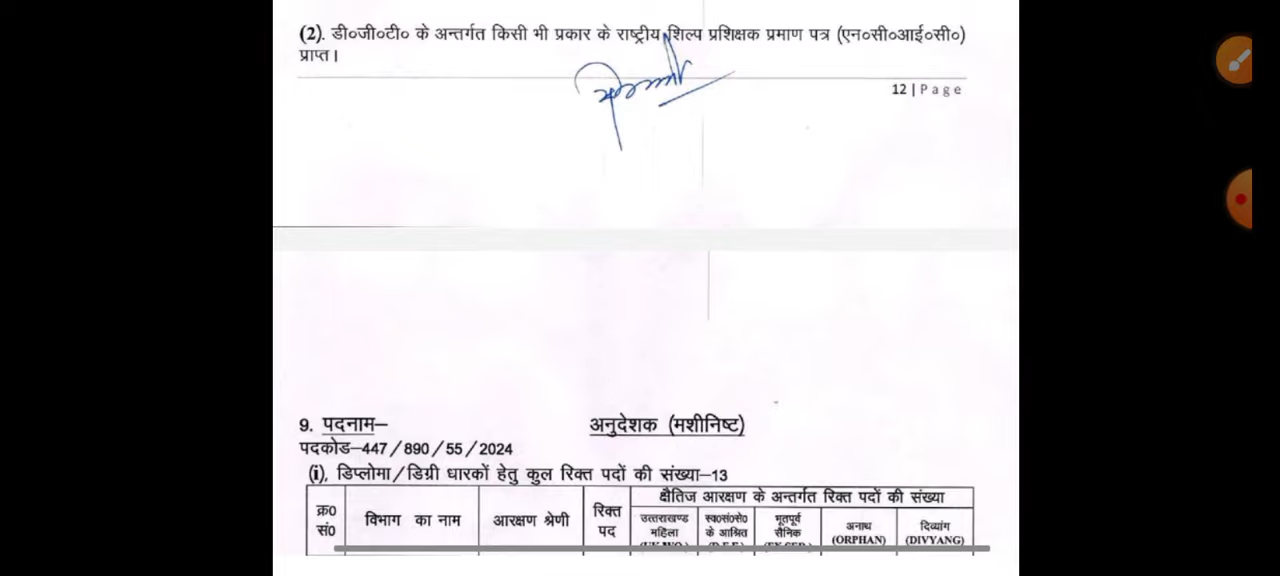 (2). डी०जी०टी० के अन्तर्गत किसी भी प्रकार के राष्ट्रीय शिल्प प्रशिक्षक प्रमाण पत्र (एन०सी०आई०सी०)
प्राप्त।
12 | Page
9. पदनाम–
अनुदेशक (मशीनिष्ट)
पदकोड–447/890/55/2024
(i). डिप्लोमा/डिग्री धारकों हेतु कुल रिक्त पदों की संख्या–13
क्र० सं०
विभाग का नाम
आरक्षण श्रेणी
रिक्त पद
क्षैतिज आरक्षण के अन्तर्गत रिक्त पदों की संख्या
उत्तराखण्ड महिला
स्व०सं०से० के आश्रित
भूतपूर्व सैनिक
अनाथ (ORPHAN)
दिव्यांग (DIVYANG)